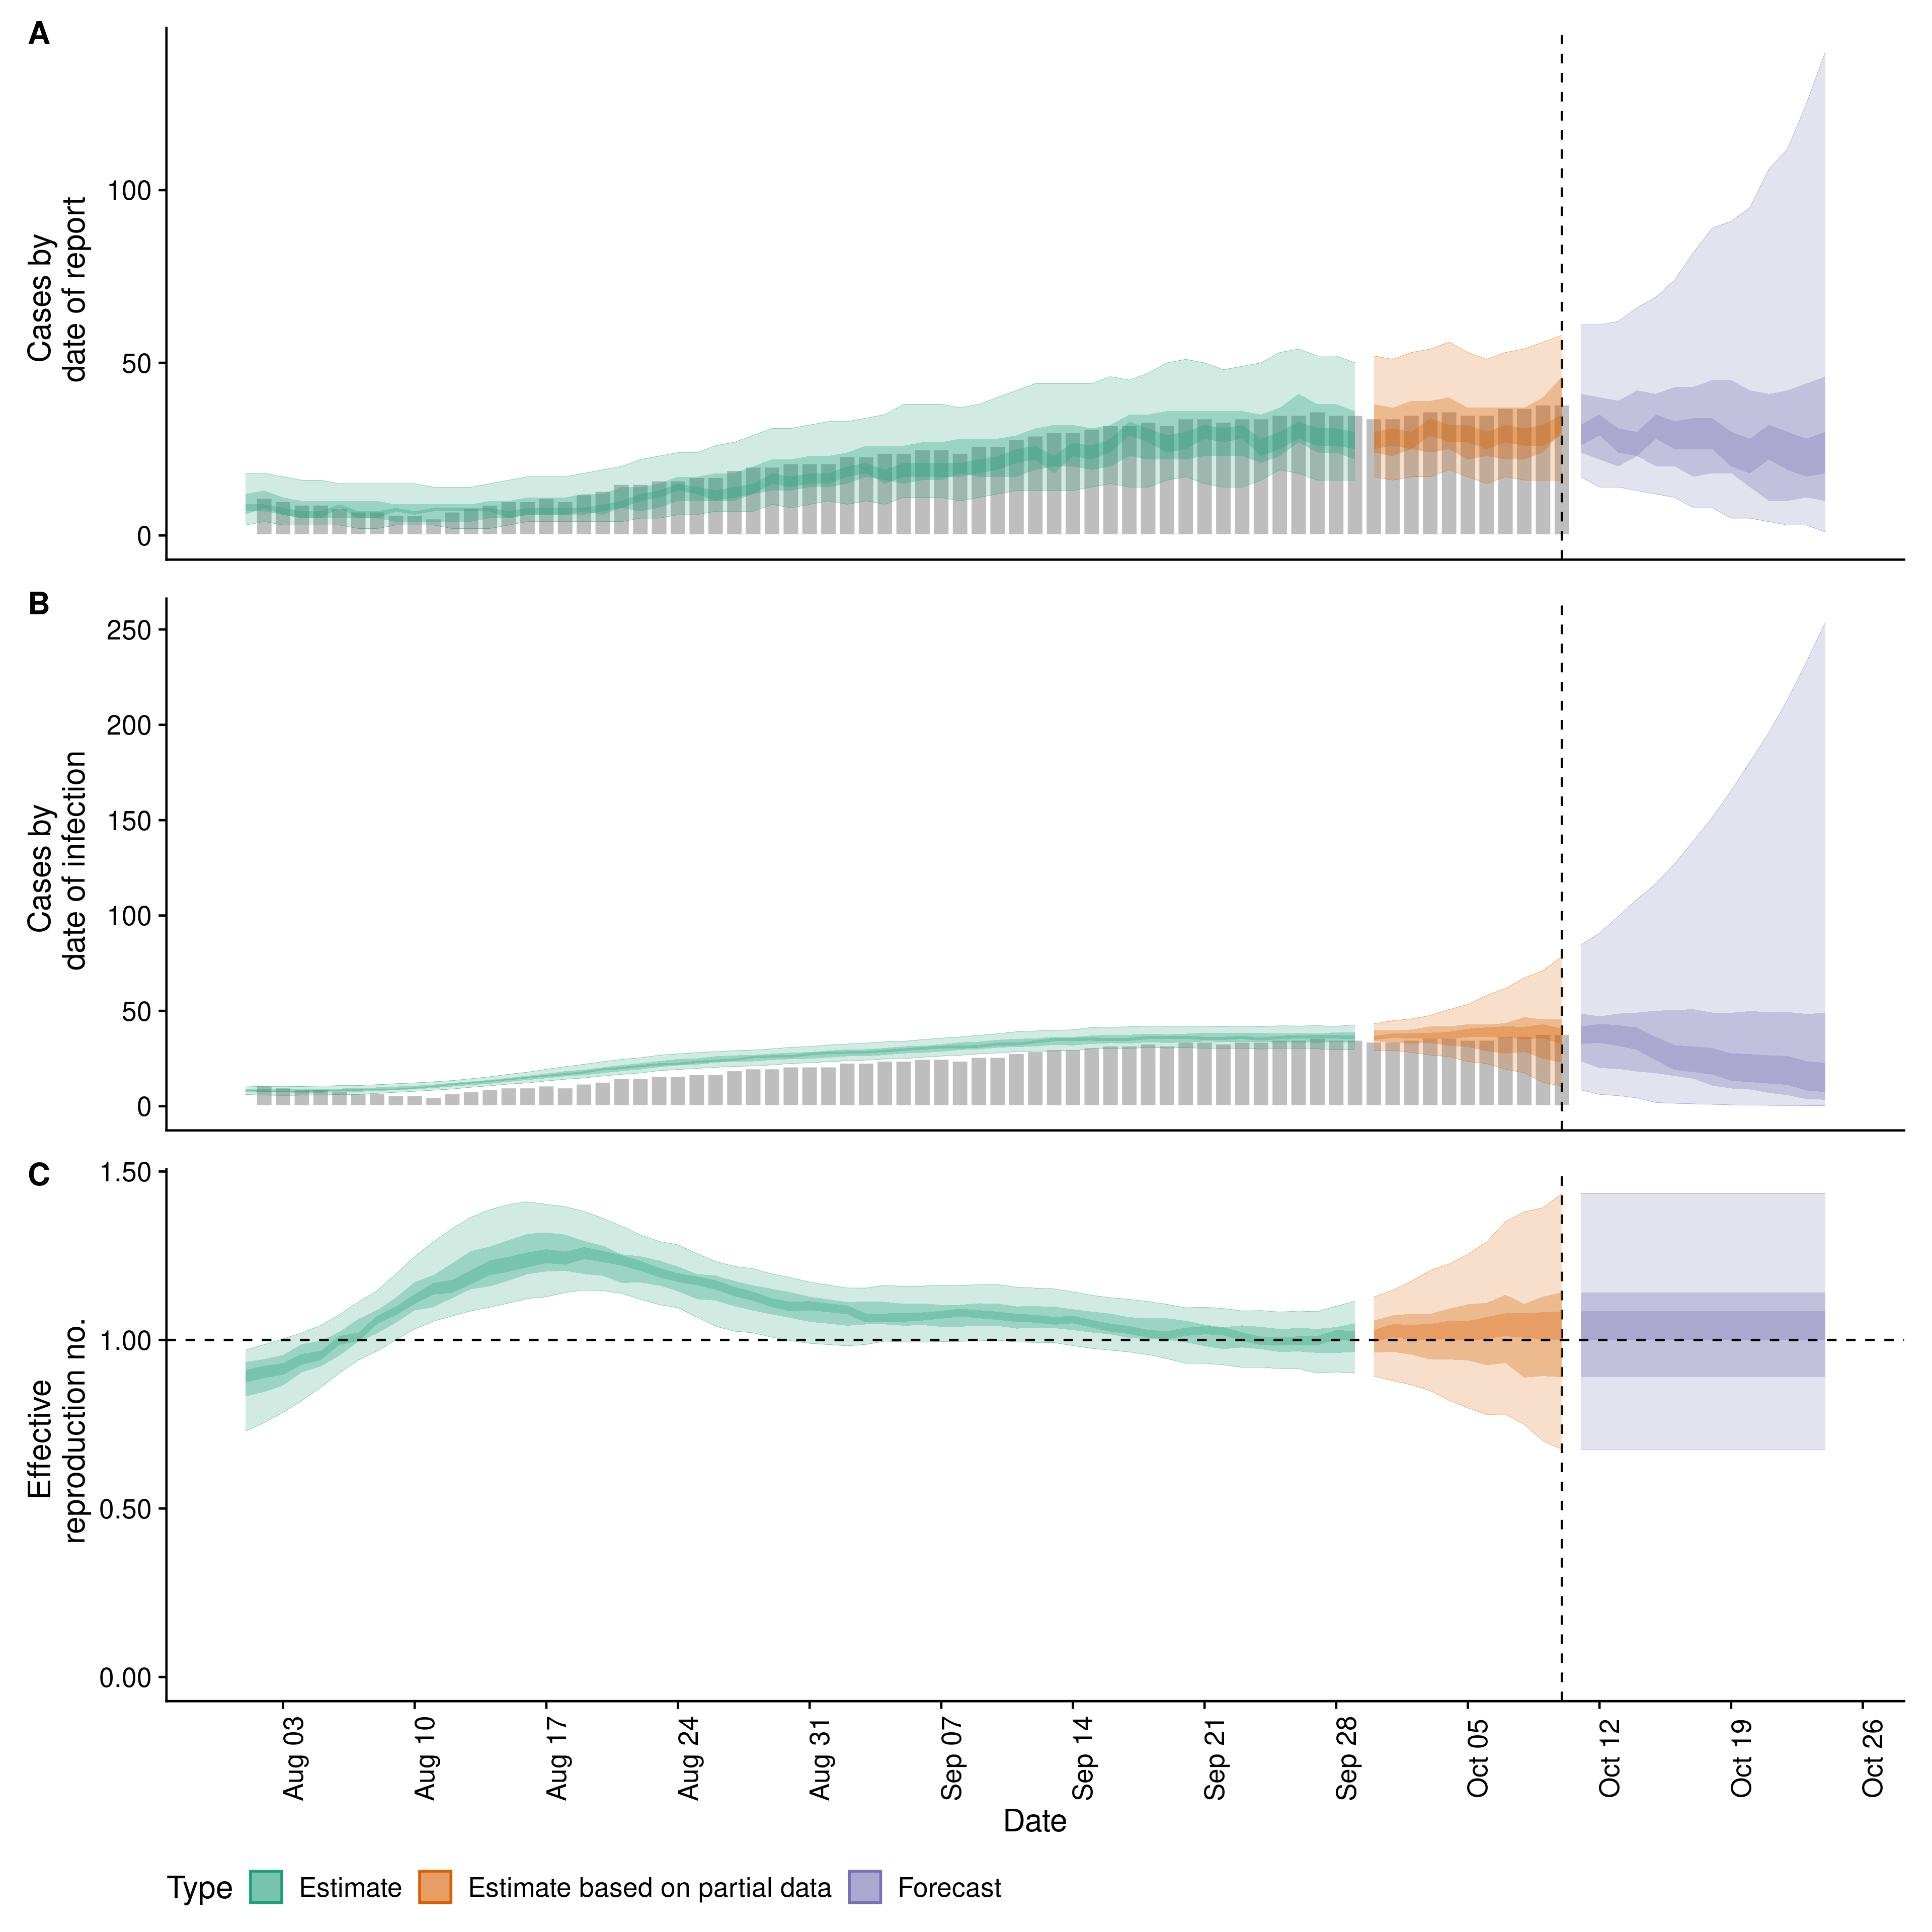 A
Cases by
date of report
100
50
0
B
Cases by
date of infection
250
200
150
100
50
0
C
Effective
reproduction no.
1.50
1.00
0.50
0.00
Aug 03
Aug 10
Aug 17
Aug 24
Aug 31
Sep 07
Sep 14
Sep 21
Sep 28
Oct 05
Oct 12
Oct 19
Oct 26
Date
Type Estimate Estimate based on partial data Forecast